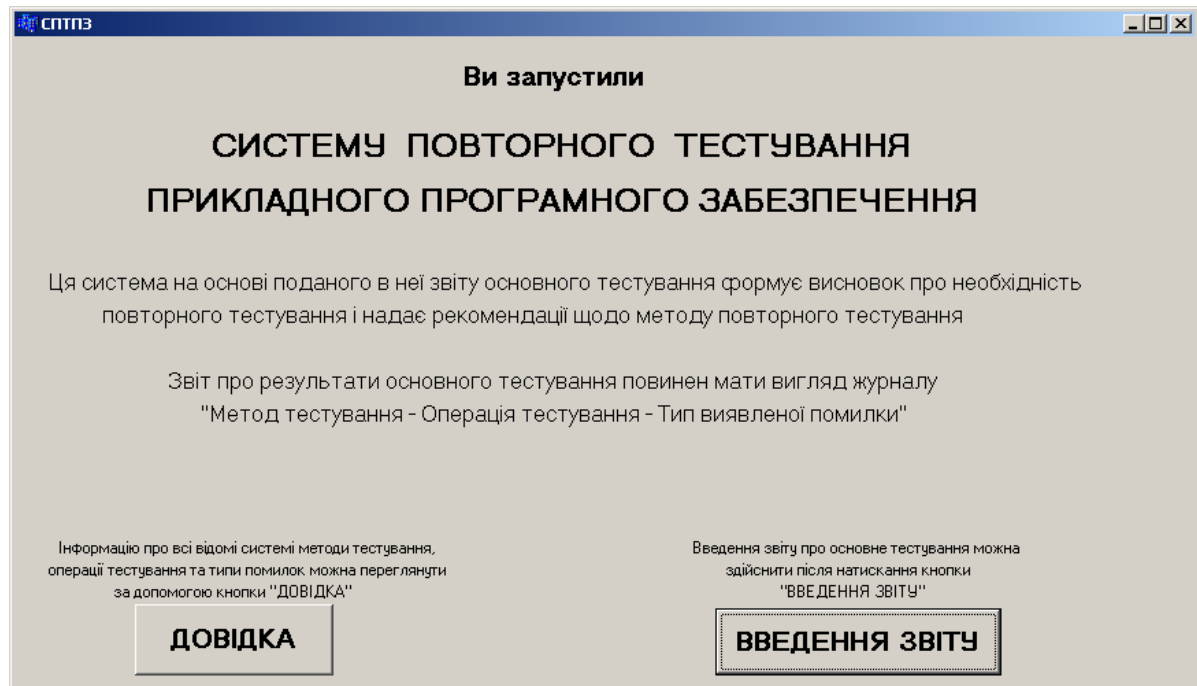 СПТПЗ
Ви запустили
СИСТЕМУ ПОВТОРНОГО ТЕСТУВАННЯ
ПРИКЛАДНОГО ПРОГРАМНОГО ЗАБЕЗПЕЧЕННЯ
Ця система на основі поданого в неї звіту основного тестування формує висновок про необхідність
повторного тестування і надає рекомендації щодо методу повторного тестування
Звіт про результати основного тестування повинен мати вигляд журналу
"Метод тестування - Операція тестування - Тип виявленої помилки"
Інформацію про всі відомі системі методи тестування,
операції тестування та типи помилок можна переглянути
за допомогою кнопки "ДОВІДКА"
ДОВІДКА
Введення звіту про основне тестування можна
здійснити після натискання кнопки
"ВВЕДЕННЯ ЗВІТУ"
ВВЕДЕННЯ ЗВІТУ